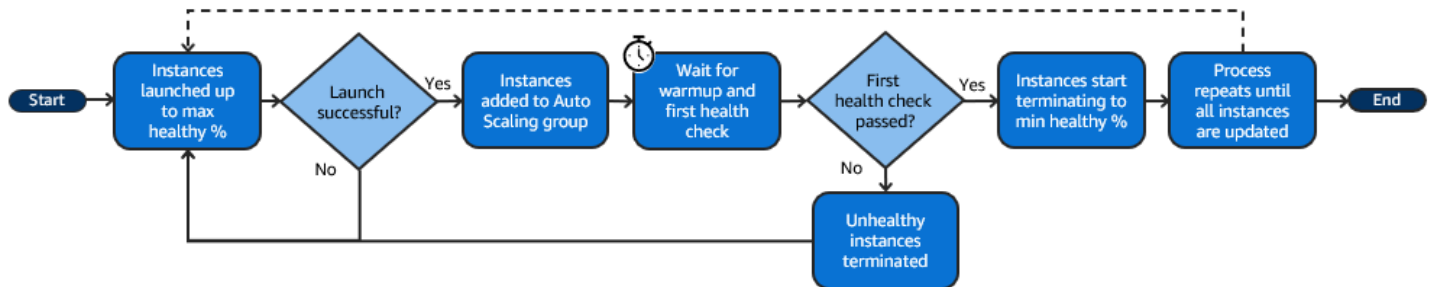 Start
Instances
launched up
to max
healthy %
Launch
successful?
Yes
No
Instances
added to Auto
Scaling group
Wait for
warmup and
first health
check
First
health check
passed?
Yes
No
Unhealthy
instances
terminated
Instances start
terminating to
min healthy %
Process
repeats until
all instances
are updated
End